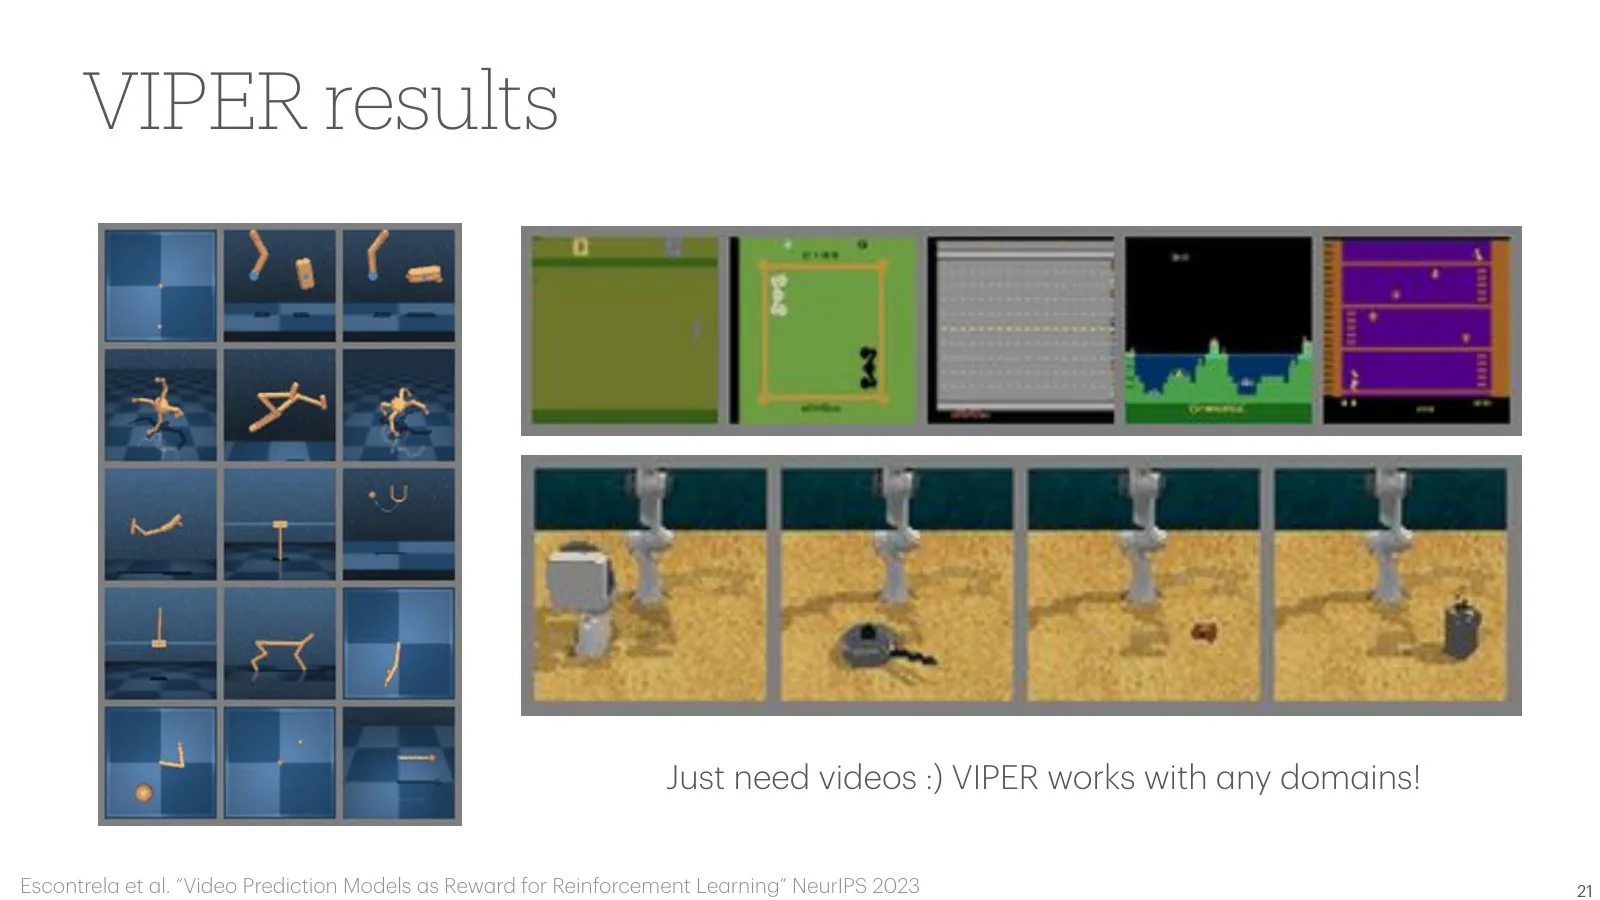 VIPER results
Just need videos :) VIPER works with any domains!
Escontrela et al. “Video Prediction Models as Reward for Reinforcement Learning” NeurIPS 2023
21